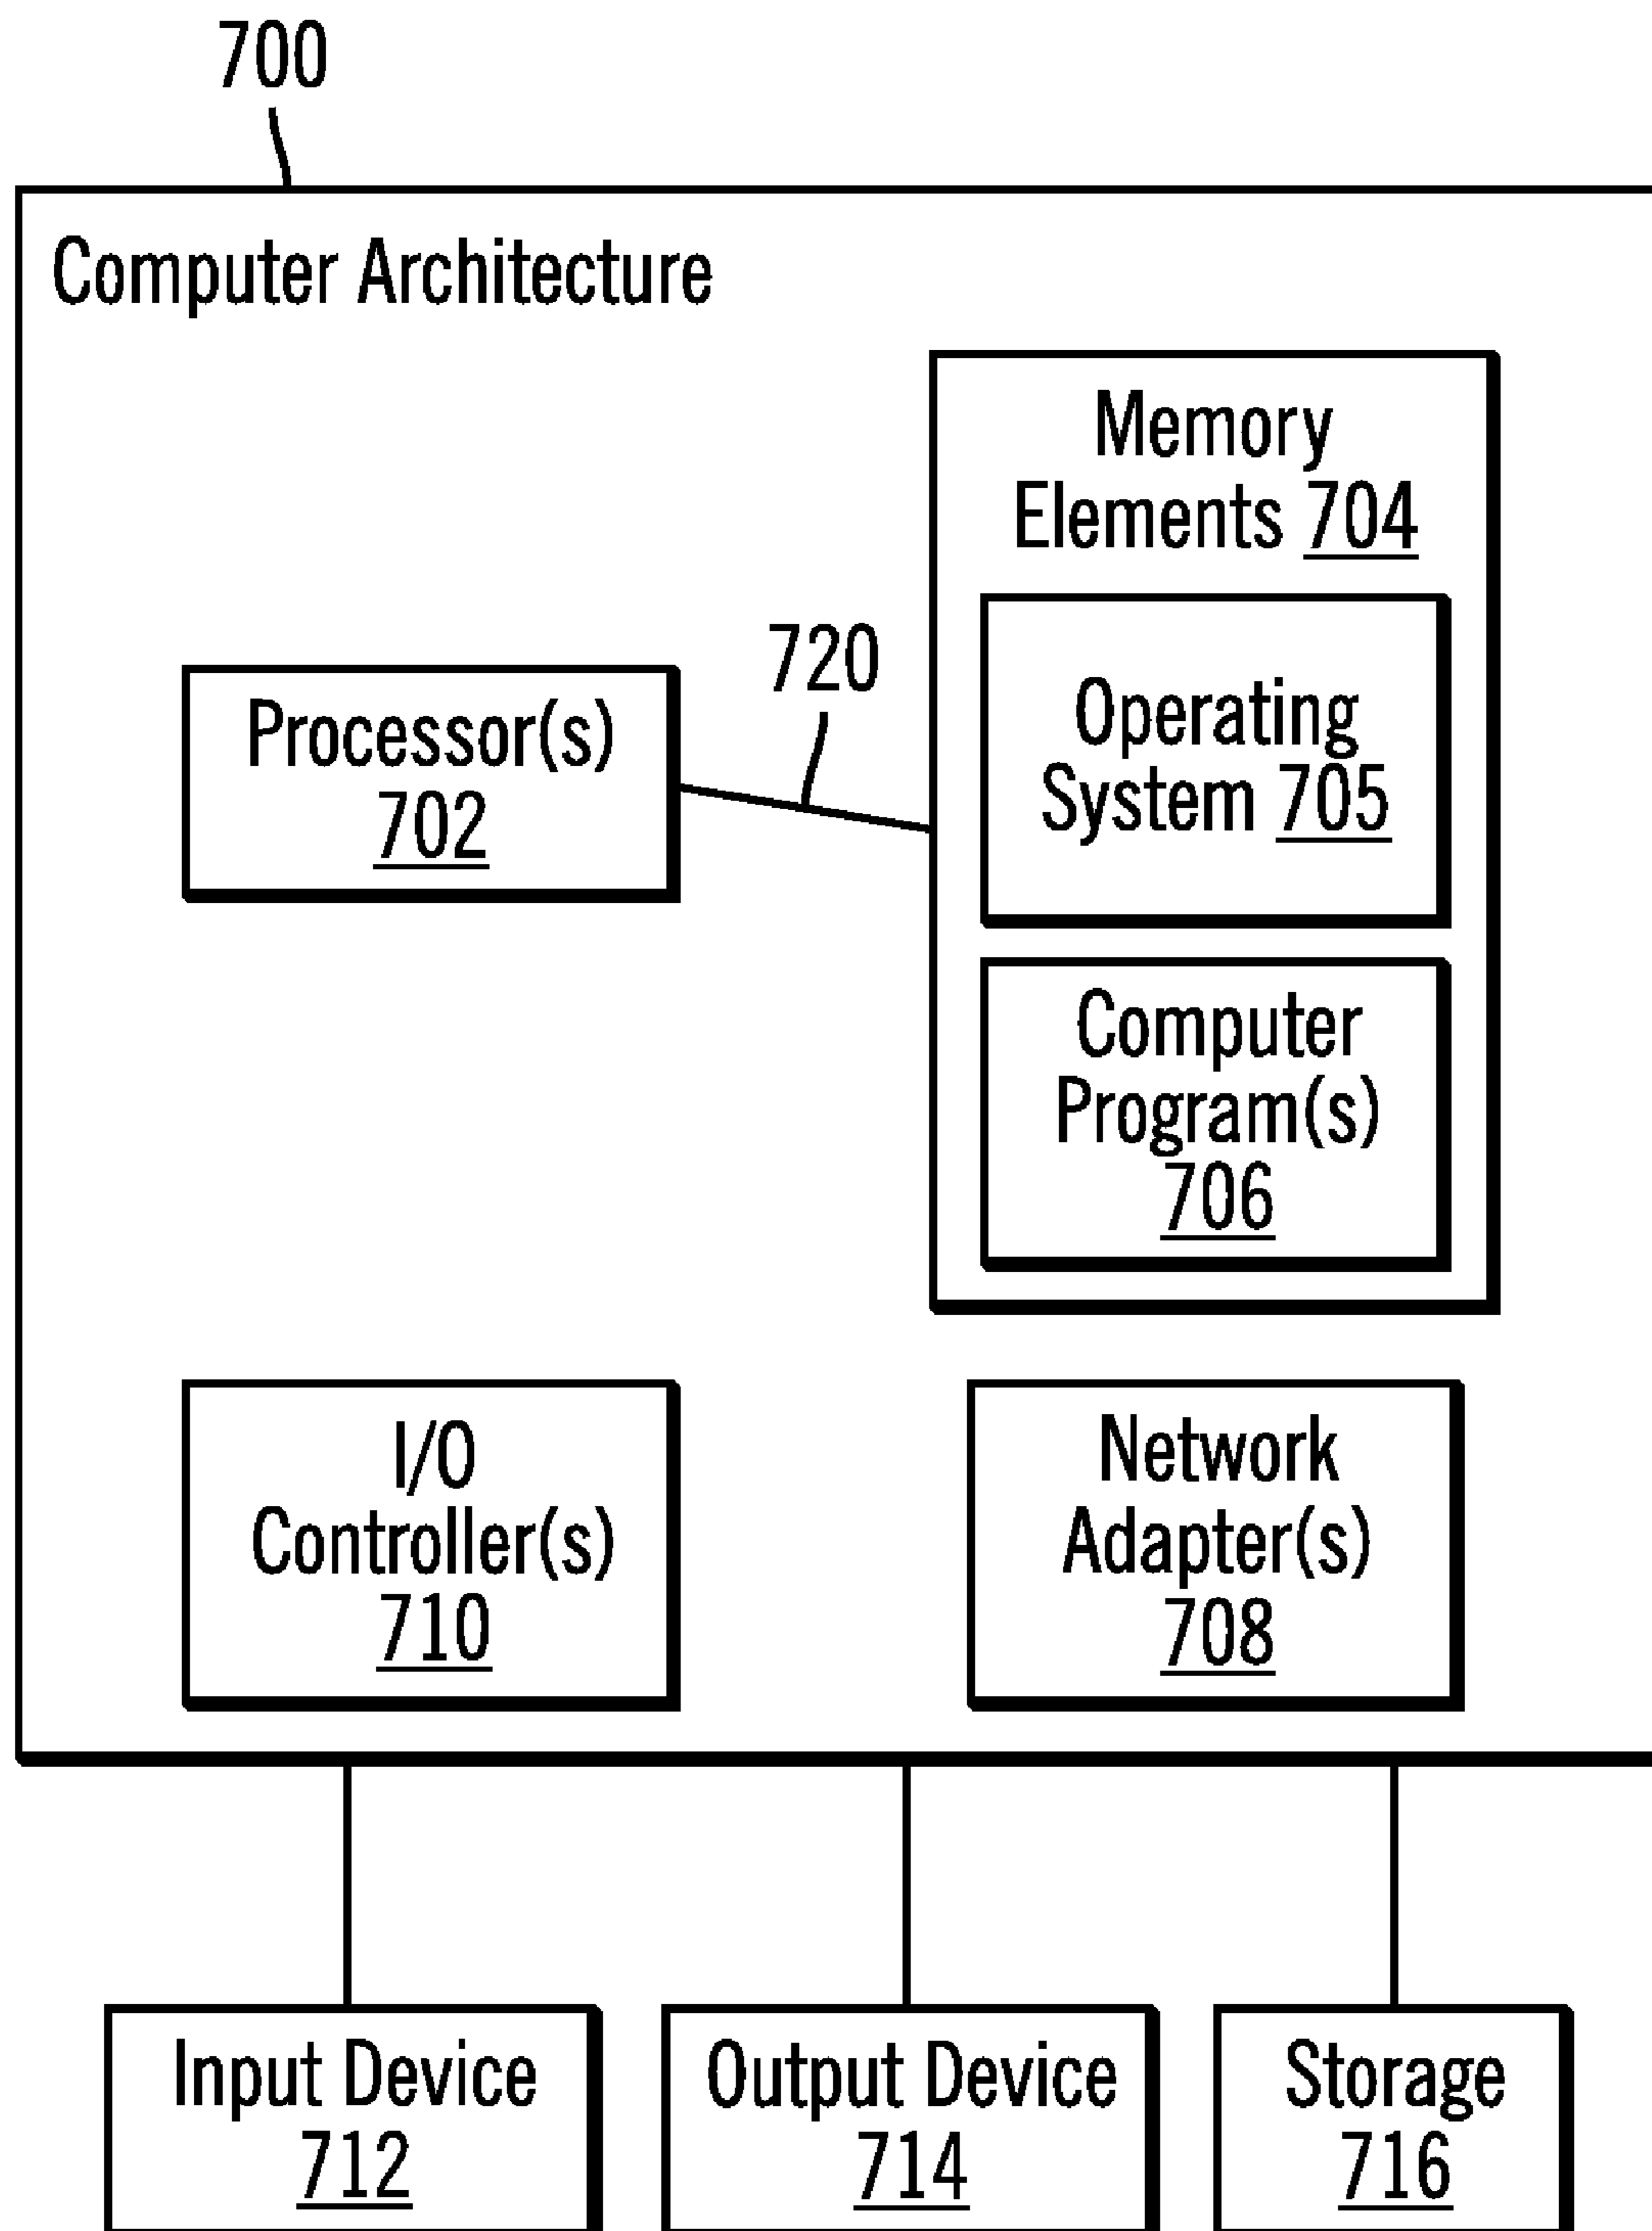 700
Computer Architecture
Memory
Elements 704
720
Processor(s)
702
Operating
System 705
Computer
Program(s)
706
I/O
Controller(s)
710
Network
Adapter(s)
708
Input Device
712
Output Device
714
Storage
716